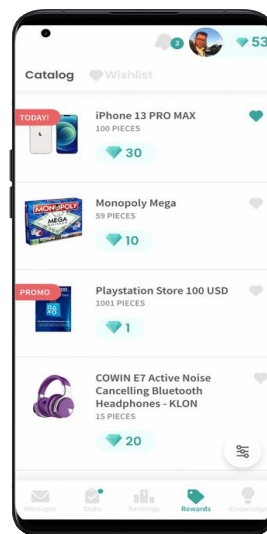 3
53
Catalog
Wishlist
TODAY!
iPhone 13 PRO MAX
100 PIECES
30
MONOPOLY
MEGA
Monopoly Mega
59 PIECES
10
PROMO
Playstation Store 100 USD
1001 PIECES
1
COWIN E7 Active Noise
Cancelling Bluetooth
Headphones - KLON
15 PIECES
20
Messages
Tasks
Rankings
Rewards
Knowledge